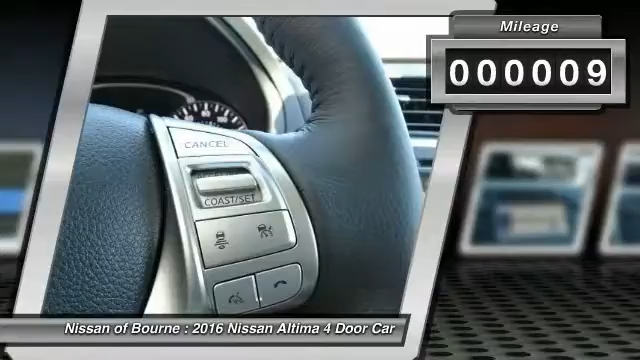 Mileage
000009
CANCEL
COAST/SET
Nissan of Bourne : 2016 Nissan Altima 4 Door Car